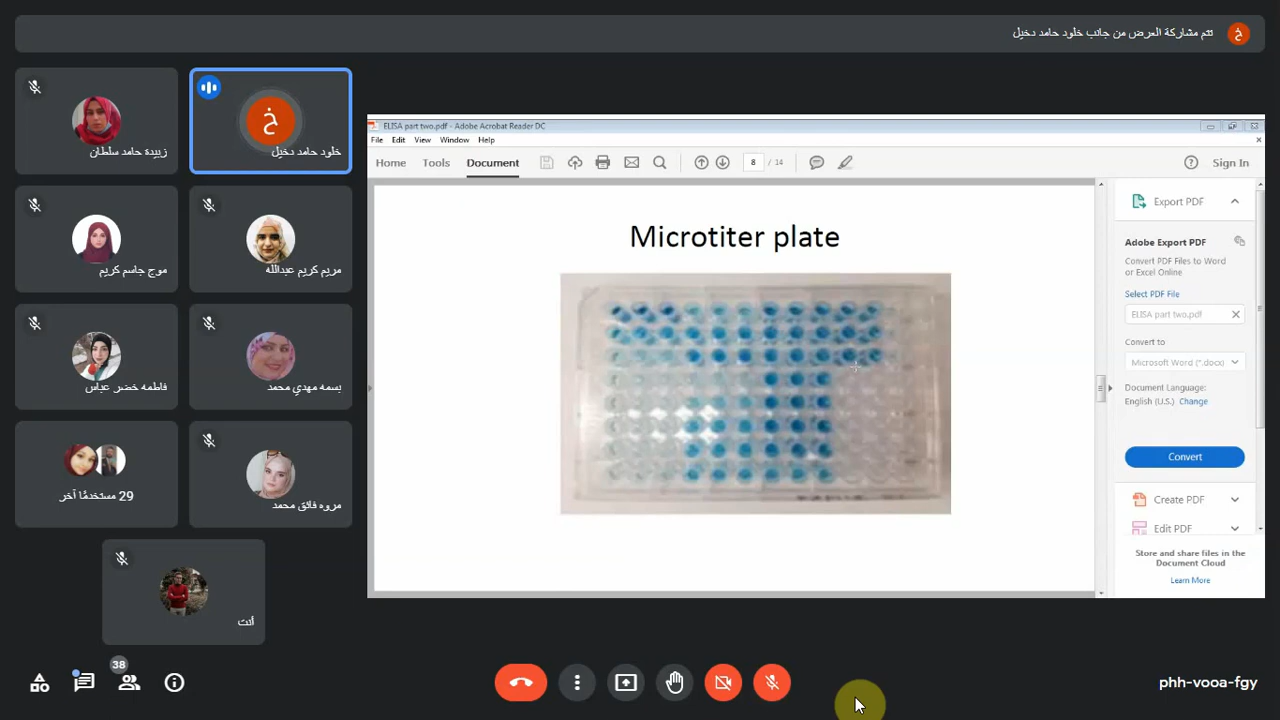 تتم مشاركة العرض من جانب خلود حامد دخيل
خ
زبيدة حامد سلطان
خ
خلود حامد دخيل
موج جاسم كريم
مريم كريم عبدالله
فاطمه خضر عباس
بسمه مهدي محمد
29 مستخدمًا آخر
مروه فائق محمد
أنت
ELISA part two.pdf - Adobe Acrobat Reader DC
File Edit View Window Help
Home Tools Document 8 / 14 Sign In
Microtiter plate
Export PDF
Adobe Export PDF
Convert PDF Files to Word
or Excel Online
Select PDF File
ELISA part two.pdf
Convert to
Microsoft Word (*.docx)
Document Language:
English (U.S.) Change
Convert
Create PDF
Edit PDF
Store and share files in the
Document Cloud
Learn More
38
phh-vooa-fgy